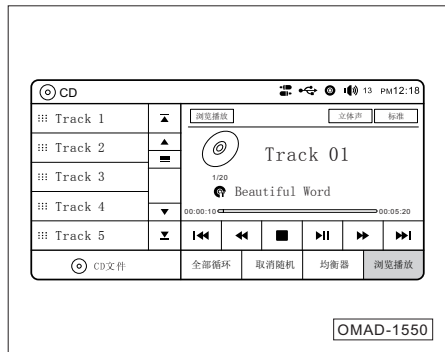 CD
13 PM12:18
Track 1
Track 2
Track 3
Track 4
Track 5
浏览播放
立体声 标准
Track 01
1/20
Beautiful Word
00:00:10 00:05:20
CD文件
全部循环 取消随机 均衡器 浏览播放
OMAD-1550